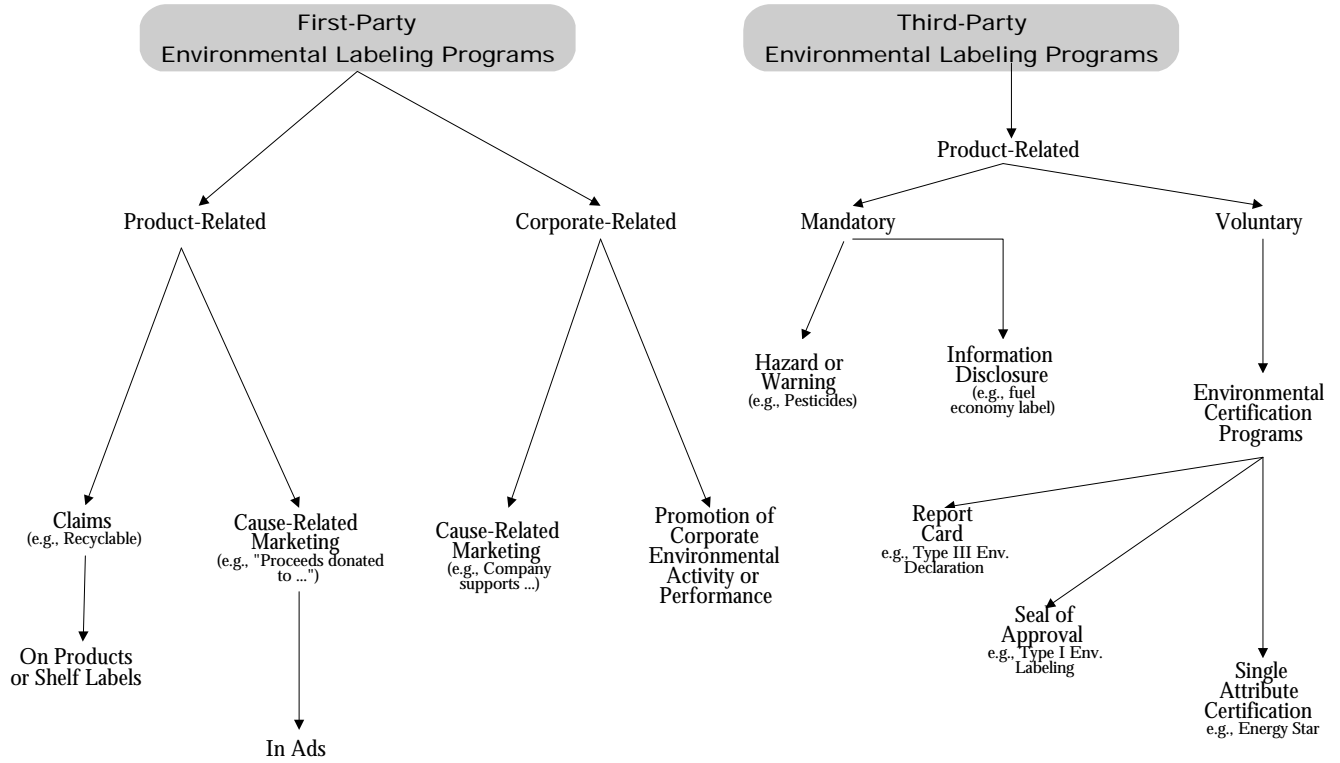 First-Party
Environmental Labeling Programs
Third-Party
Environmental Labeling Programs
Product-Related
Product-Related
Corporate-Related
Mandatory
Voluntary
Hazard or
Warning
(e.g., Pesticides)
Information
Disclosure
(e.g., fuel
economy label)
Environmental
Certification
Programs
Claims
(e.g., Recyclable)
Cause-Related
Marketing
(e.g., "Proceeds donated
to ...")
Cause-Related
Marketing
(e.g., Company
supports ...)
Promotion of
Corporate
Environmental
Activity or
Performance
Report
Card
e.g., Type III Env.
Declaration
Seal of
Approval
e.g., Type I Env.
Labeling
Single
Attribute
Certification
e.g., Energy Star
On Products
or Shelf Labels
In Ads